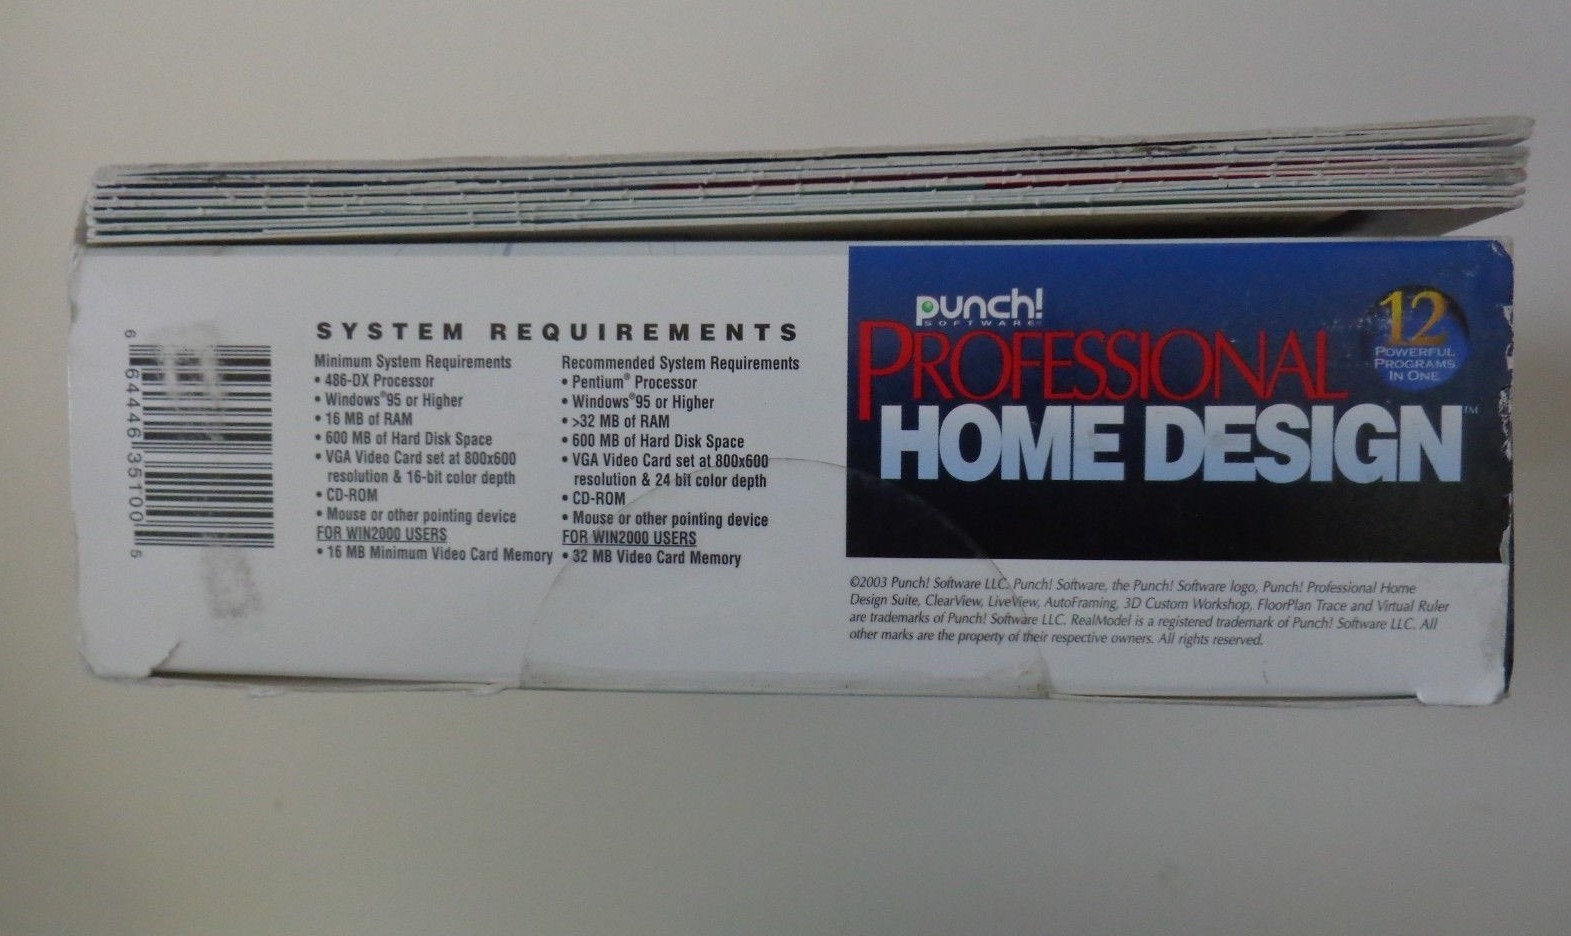 6 64446 35100 5
SYSTEM REQUIREMENTS
Minimum System Requirements
• 486-DX Processor
• Windows®95 or Higher
• 16 MB of RAM
• 600 MB of Hard Disk Space
• VGA Video Card set at 800x600
resolution & 16-bit color depth
• CD-ROM
• Mouse or other pointing device
FOR WIN2000 USERS
• 16 MB Minimum Video Card Memory
Recommended System Requirements
• Pentium® Processor
• Windows®95 or Higher
• >32 MB of RAM
• 600 MB of Hard Disk Space
• VGA Video Card set at 800x600
resolution & 24 bit color depth
• CD-ROM
• Mouse or other pointing device
FOR WIN2000 USERS
• 32 MB Video Card Memory
punch!
SOFTWARE®
PROFESSIONAL
HOME DESIGN™
12
POWERFUL
PROGRAMS
IN ONE
©2003 Punch! Software LLC. Punch! Software, the Punch! Software logo, Punch! Professional Home
Design Suite, ClearView, LiveView, AutoFraming, 3D Custom Workshop, FloorPlan Trace and Virtual Ruler
are trademarks of Punch! Software LLC. RealModel is a registered trademark of Punch! Software LLC. All
other marks are the property of their respective owners. All rights reserved.